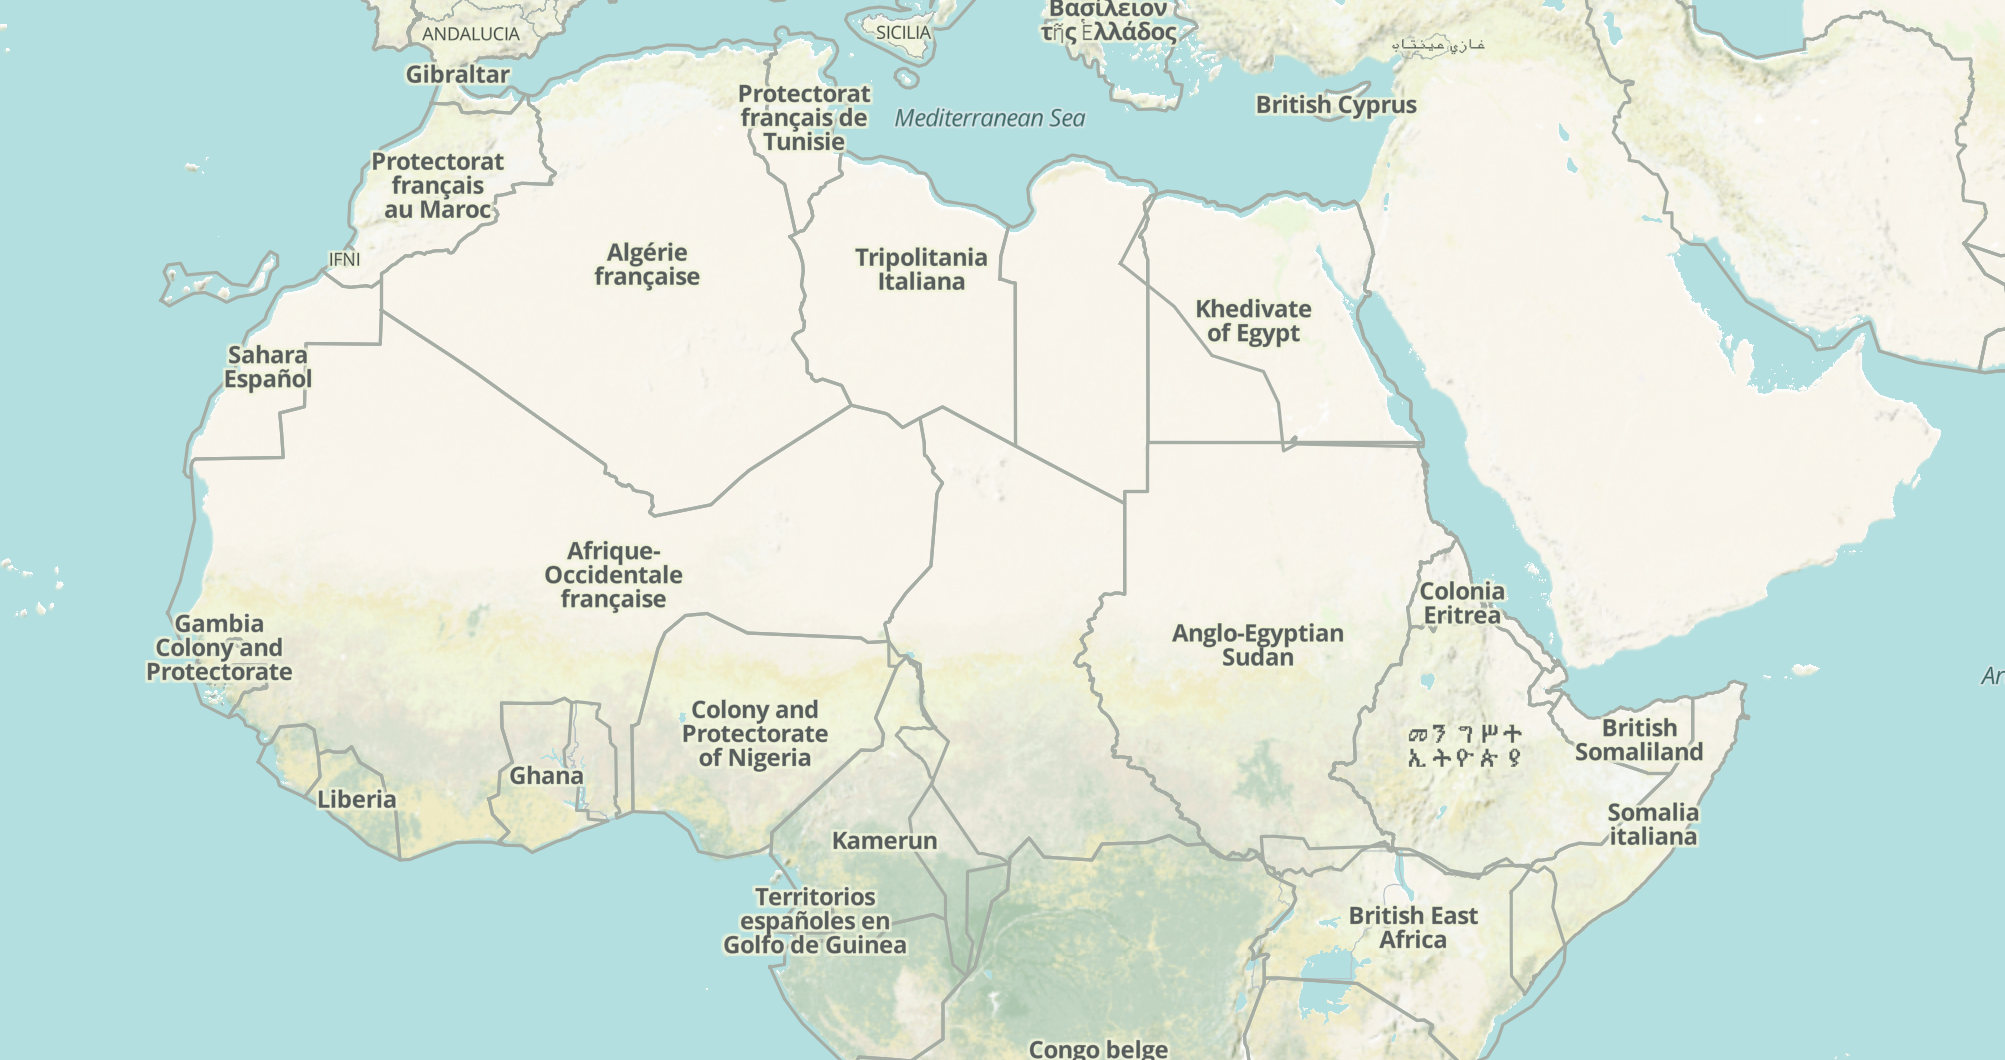 Βασίλειον
τῆς Ἑλλάδος
ANDALUCIA
SICILIA
غازي عينتاب
Gibraltar
Protectorat
français de
Tunisie
Mediterranean Sea
British Cyprus
Protectorat
français
au Maroc
IFNI
Algérie
française
Tripolitania
Italiana
Khedivate
of Egypt
Sahara
Español
Afrique-
Occidentale
française
Colonia
Eritrea
Gambia
Colony and
Protectorate
Anglo-Egyptian
Sudan
Ar
Colony and
Protectorate
of Nigeria
መንግሥተ
ኢትዮጵያ
British
Somaliland
Ghana
Liberia
Somalia
italiana
Kamerun
Territorios
españoles en
Golfo de Guinea
British East
Africa
Congo belge